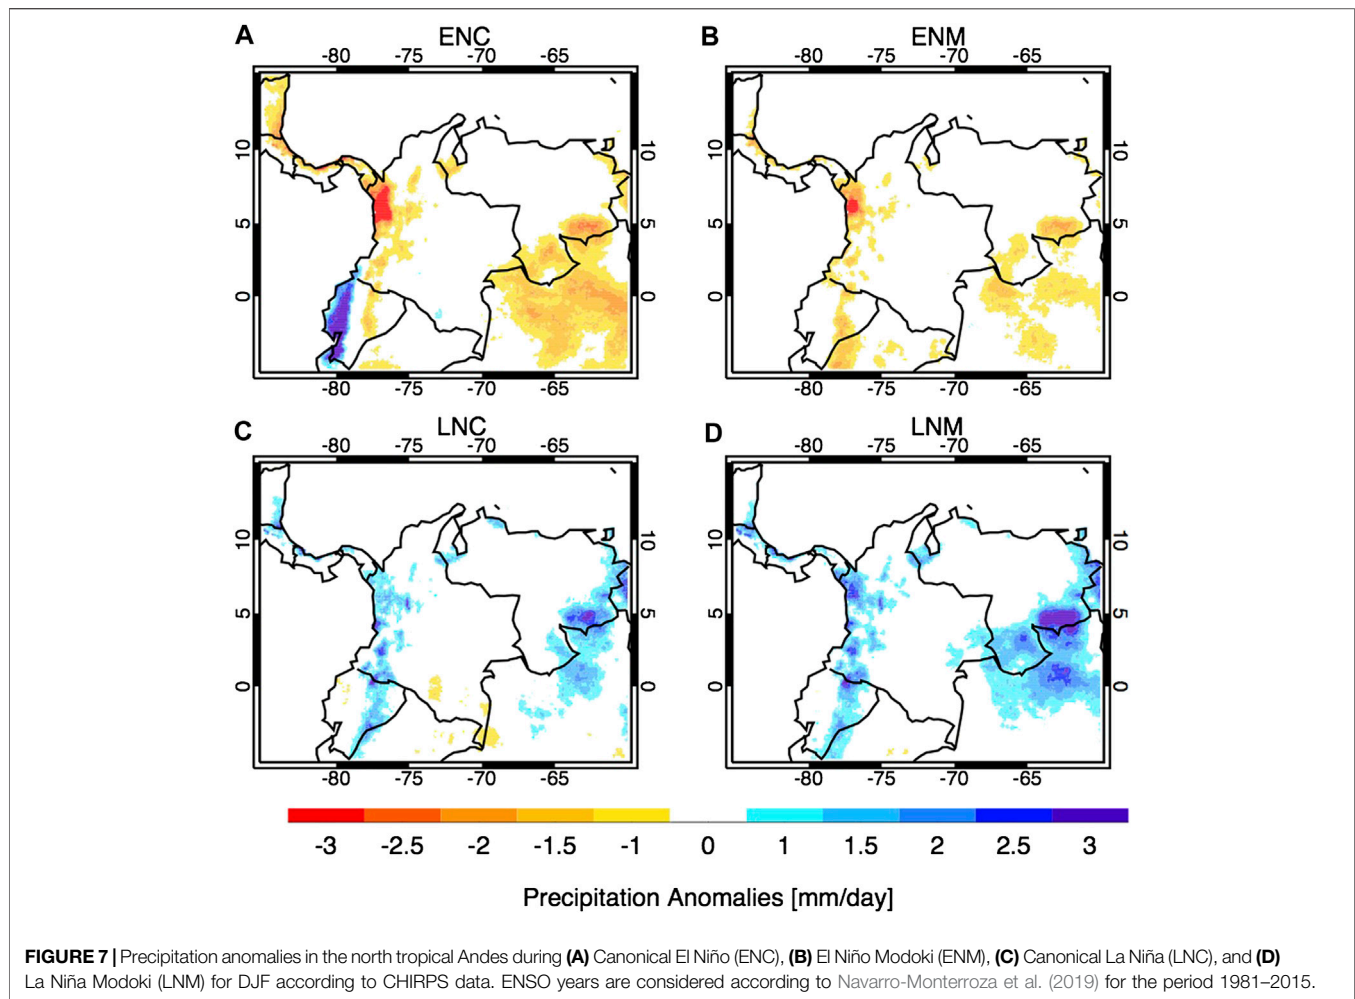 A
ENC
-80 -75 -70 -65
10
5
0
10
5
0
-80 -75 -70 -65
B
ENM
-80 -75 -70 -65
10
5
0
10
5
0
-80 -75 -70 -65
C
LNC
-80 -75 -70 -65
10
5
0
10
5
0
-80 -75 -70 -65
D
LNM
-80 -75 -70 -65
10
5
0
10
5
0
-80 -75 -70 -65
-3 -2.5 -2 -1.5 -1 0 1 1.5 2 2.5 3
Precipitation Anomalies [mm/day]
FIGURE 7 | Precipitation anomalies in the north tropical Andes during (A) Canonical El Niño (ENC), (B) El Niño Modoki (ENM), (C) Canonical La Niña (LNC), and (D)
La Niña Modoki (LNM) for DJF according to CHIRPS data. ENSO years are considered according to Navarro-Monterroza et al. (2019) for the period 1981–2015.